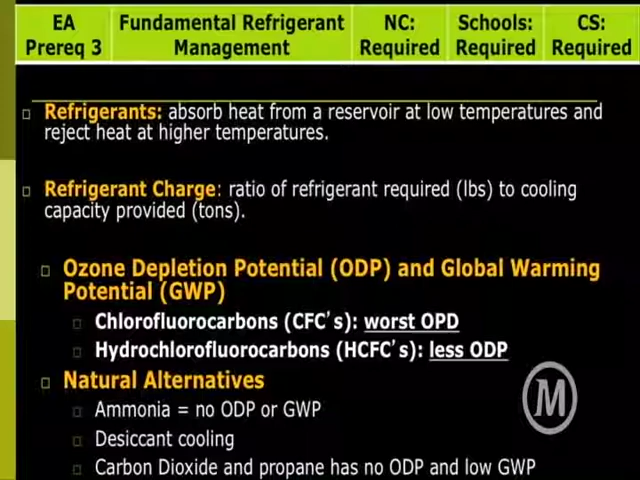 EA Prereq 3
Fundamental Refrigerant Management
NC: Required
Schools: Required
CS: Required
Refrigerants: absorb heat from a reservoir at low temperatures and
reject heat at higher temperatures.
Refrigerant Charge: ratio of refrigerant required (lbs) to cooling
capacity provided (tons).
Ozone Depletion Potential (ODP) and Global Warming
Potential (GWP)
Chlorofluorocarbons (CFC's): worst OPD
Hydrochlorofluorocarbons (HCFC's): less ODP
Natural Alternatives
Ammonia = no ODP or GWP
Desiccant cooling
Carbon Dioxide and propane has no ODP and low GWP
M